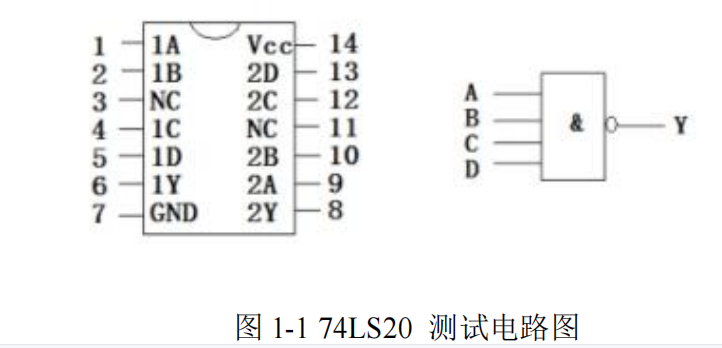 1 1A Vcc 14
2 1B 2D 13
3 NC 2C 12
4 1C NC 11
5 1D 2B 10
6 1Y 2A 9
7 GND 2Y 8
A
B
C
D
&
Y
图 1-1 74LS20 测试电路图